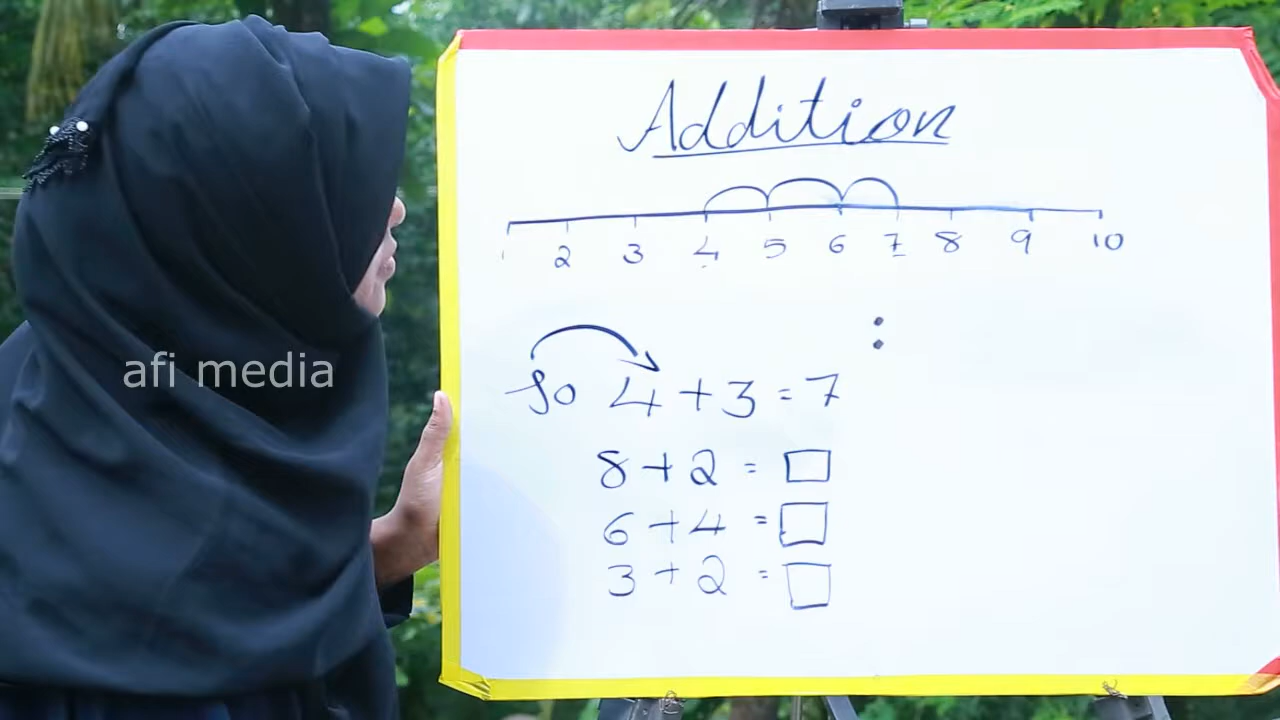 Addition
1 2 3 4 5 6 7 8 9 10
:
So 4 + 3 = 7
8 + 2 = □
6 + 4 = □
3 + 2 = □
afi media